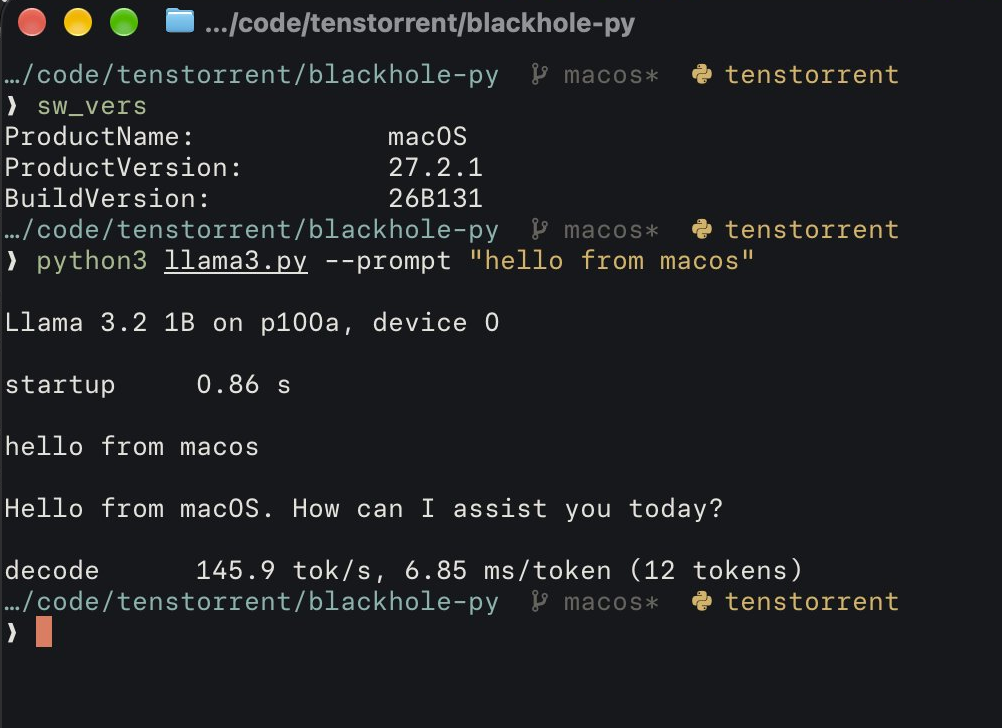 .../code/tenstorrent/blackhole-py
…/code/tenstorrent/blackhole-py macos* tenstorrent
❯ sw_vers
ProductName: macOS
ProductVersion: 27.2.1
BuildVersion: 26B131
…/code/tenstorrent/blackhole-py macos* tenstorrent
❯ python3 llama3.py --prompt "hello from macos"
Llama 3.2 1B on p100a, device 0
startup 0.86 s
hello from macos
Hello from macOS. How can I assist you today?
decode 145.9 tok/s, 6.85 ms/token (12 tokens)
…/code/tenstorrent/blackhole-py macos* tenstorrent
❯